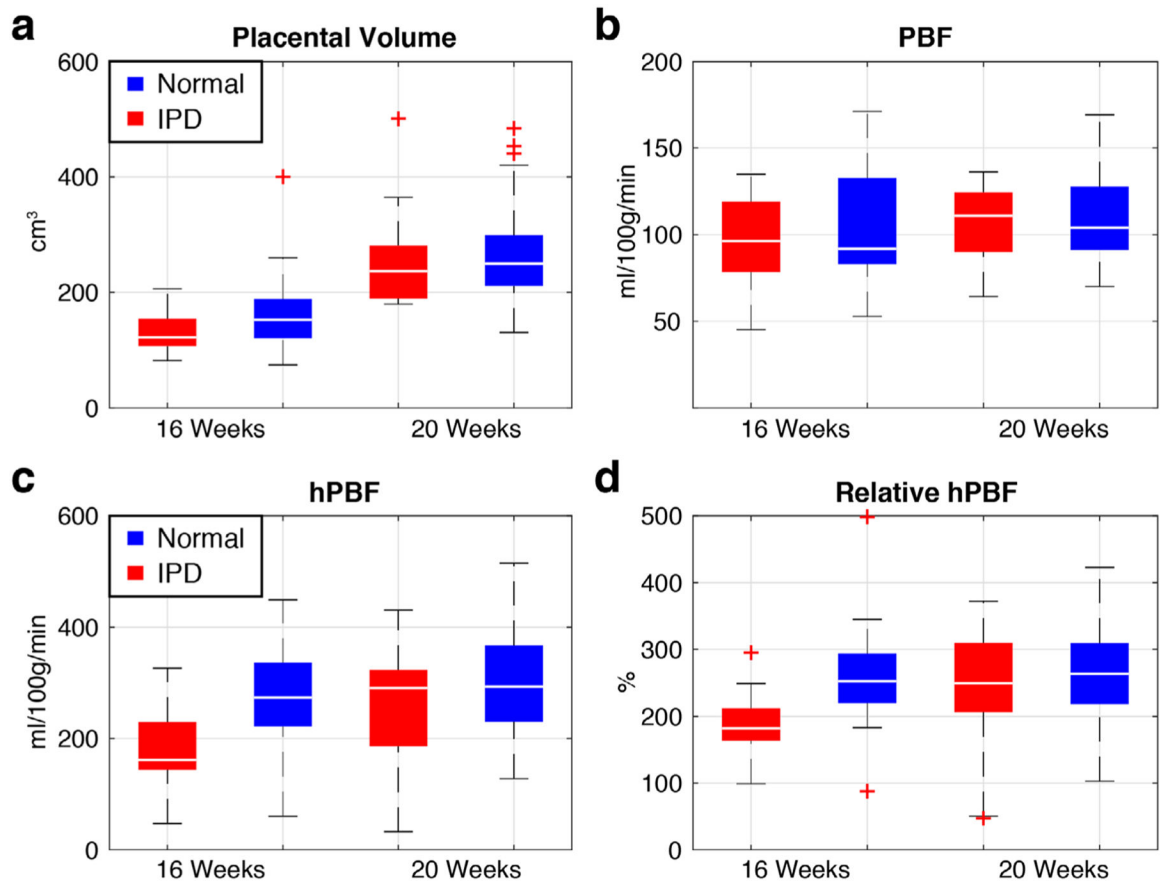 a
Placental Volume
600
400
200
0
cm³
Normal
IPD
16 Weeks
20 Weeks
b
PBF
200
150
100
50
ml/100g/min
16 Weeks
20 Weeks
c
hPBF
600
400
200
0
ml/100g/min
Normal
IPD
16 Weeks
20 Weeks
d
Relative hPBF
500
400
300
200
100
0
%
16 Weeks
20 Weeks